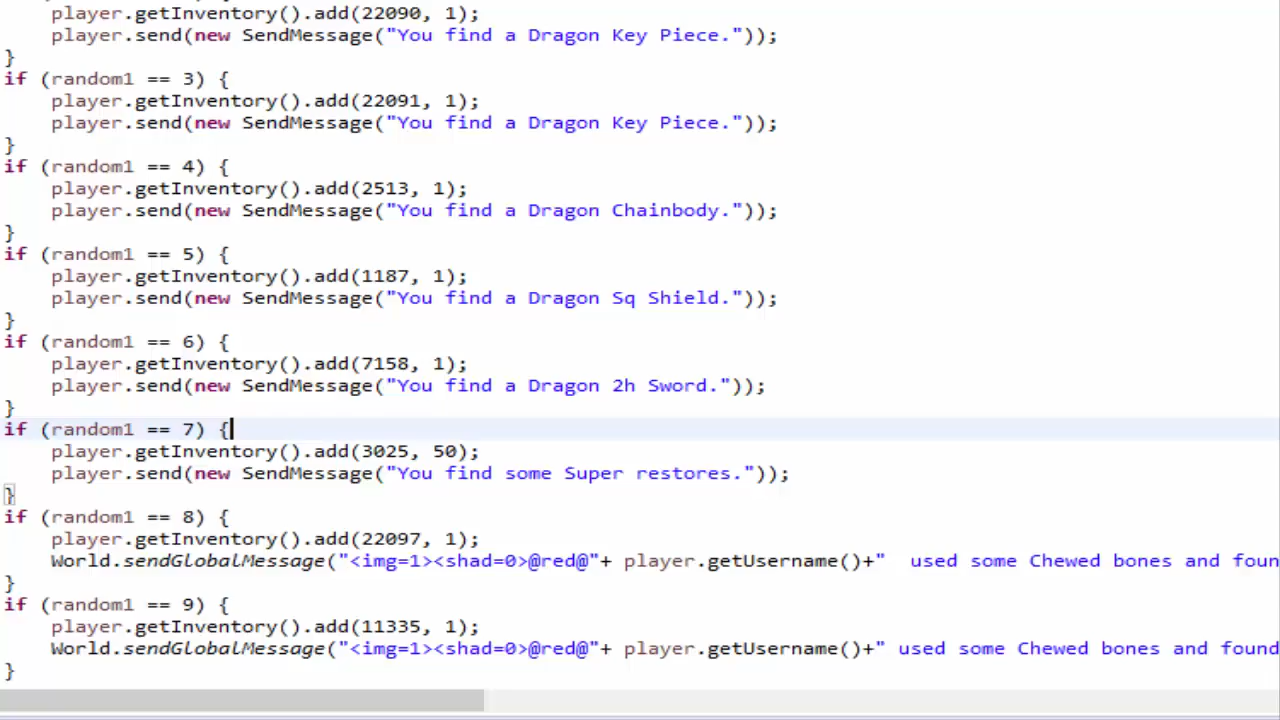 player.getInventory().add(22090, 1);
player.send(new SendMessage("You find a Dragon Key Piece."));
}
if (random1 == 3) {
player.getInventory().add(22091, 1);
player.send(new SendMessage("You find a Dragon Key Piece."));
}
if (random1 == 4) {
player.getInventory().add(2513, 1);
player.send(new SendMessage("You find a Dragon Chainbody."));
}
if (random1 == 5) {
player.getInventory().add(1187, 1);
player.send(new SendMessage("You find a Dragon Sq Shield."));
}
if (random1 == 6) {
player.getInventory().add(7158, 1);
player.send(new SendMessage("You find a Dragon 2h Sword."));
}
if (random1 == 7) {
player.getInventory().add(3025, 50);
player.send(new SendMessage("You find some Super restores."));
}
if (random1 == 8) {
player.getInventory().add(22097, 1);
World.sendGlobalMessage("<img=1><shad=0>@red@"+ player.getUsername()+"  used some Chewed bones and foun
}
if (random1 == 9) {
player.getInventory().add(11335, 1);
World.sendGlobalMessage("<img=1><shad=0>@red@"+ player.getUsername()+" used some Chewed bones and found
}